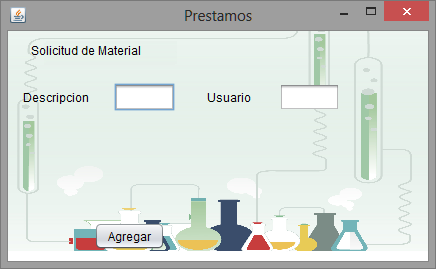 Prestamos
Solicitud de Material
Descripcion
Usuario
Agregar